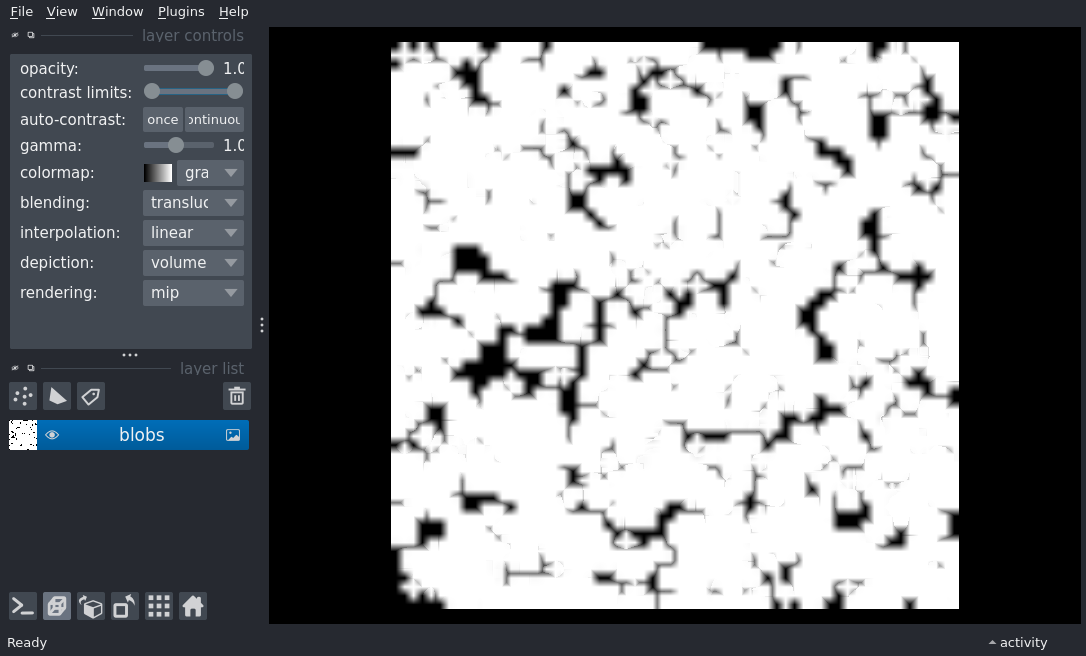 File View Window Plugins Help
layer controls
opacity: 1.0
contrast limits:
auto-contrast: once ontinuou
gamma: 1.0
colormap: gra
blending: transluc
interpolation: linear
depiction: volume
rendering: mip
layer list
blobs
Ready activity